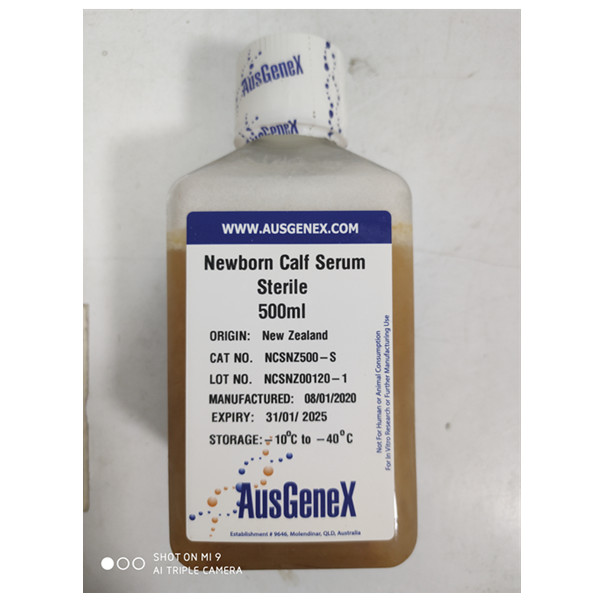 AusGeneX
AusGeneX
WWW.AUSGENEX.COM
Newborn Calf Serum
Sterile
500ml
ORIGIN: New Zealand
CAT NO. NCSNZ500-S
LOT NO. NCSNZ00120-1
MANUFACTURED: 08/01/2020
EXPIRY: 31/01/ 2025
STORAGE:-10°C to -40°C
Not For Human or Animal Consumption
For In Vitro Research or Further Manufacturing Use
AusGeneX
Establishment # 9646, Molendinar, QLD, Australia
SHOT ON MI 9
AI TRIPLE CAMERA